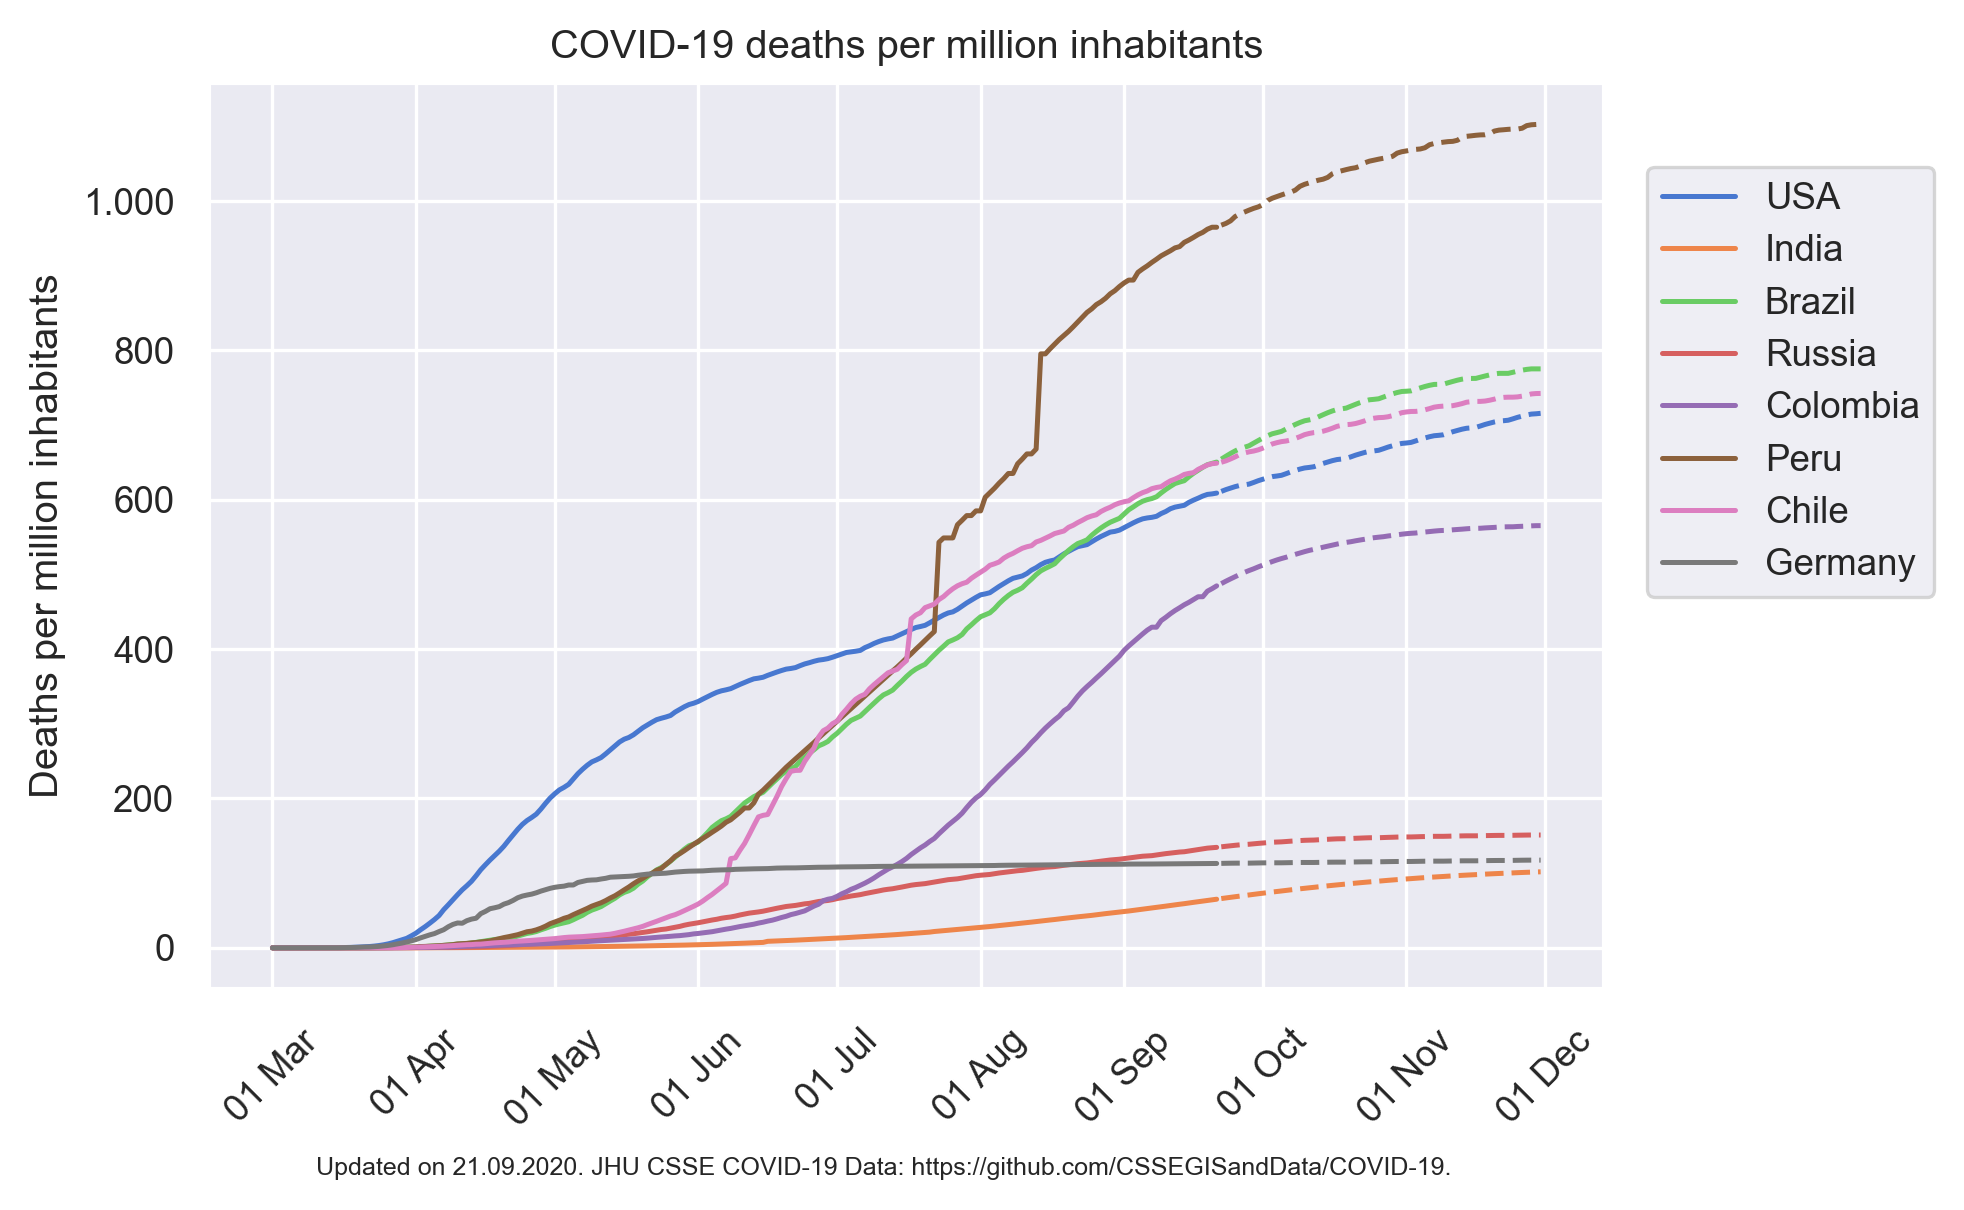 COVID-19 deaths per million inhabitants
Deaths per million inhabitants
1.000
800
600
400
200
0
01 Mar
01 Apr
01 May
01 Jun
01 Jul
01 Aug
01 Sep
01 Oct
01 Nov
01 Dec
USA
India
Brazil
Russia
Colombia
Peru
Chile
Germany
Updated on 21.09.2020. JHU CSSE COVID-19 Data: https://github.com/CSSEGISandData/COVID-19.